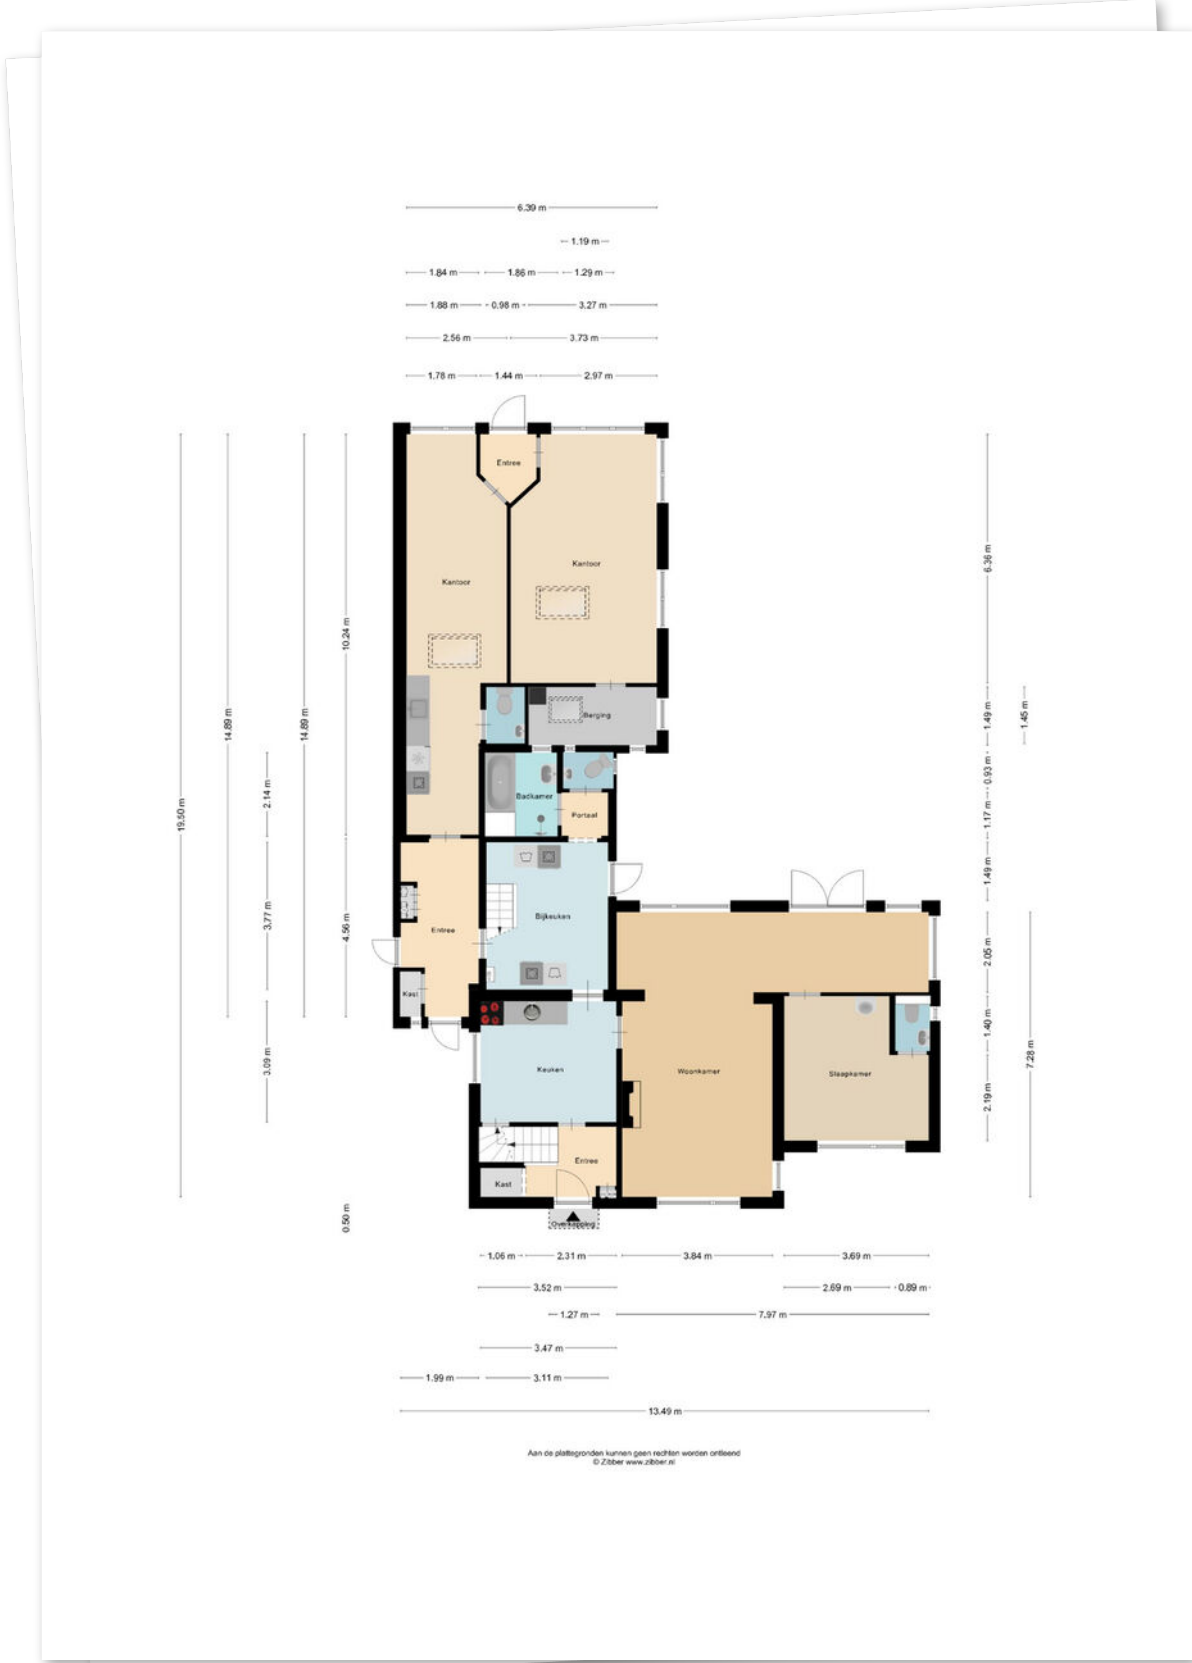 6.39 m
1.19 m
1.84 m 1.86 m 1.29 m
1.88 m 0.98 m 3.27 m
2.56 m 3.73 m
1.78 m 1.44 m 2.97 m
Entree
Kantoor
Kantoor
Berging
Badkamer
Portaal
Bijkeuken
Entree
Kast
Keuken
Woonkamer
Slaapkamer
Entree
Kast
Overkapping
19.50 m
14.89 m
2.14 m
3.77 m
3.09 m
14.89 m
10.24 m
4.56 m
0.50 m
6.36 m
1.49 m
0.93 m
1.17 m
1.49 m
2.05 m
1.40 m
2.19 m
1.45 m
7.28 m
1.06 m 2.31 m 3.84 m 3.69 m
3.52 m 2.69 m 0.89 m
1.27 m 7.97 m
3.47 m
1.99 m 3.11 m
13.49 m
Aan de plattegronden kunnen geen rechten worden ontleend
© Zibber www.zibber.nl